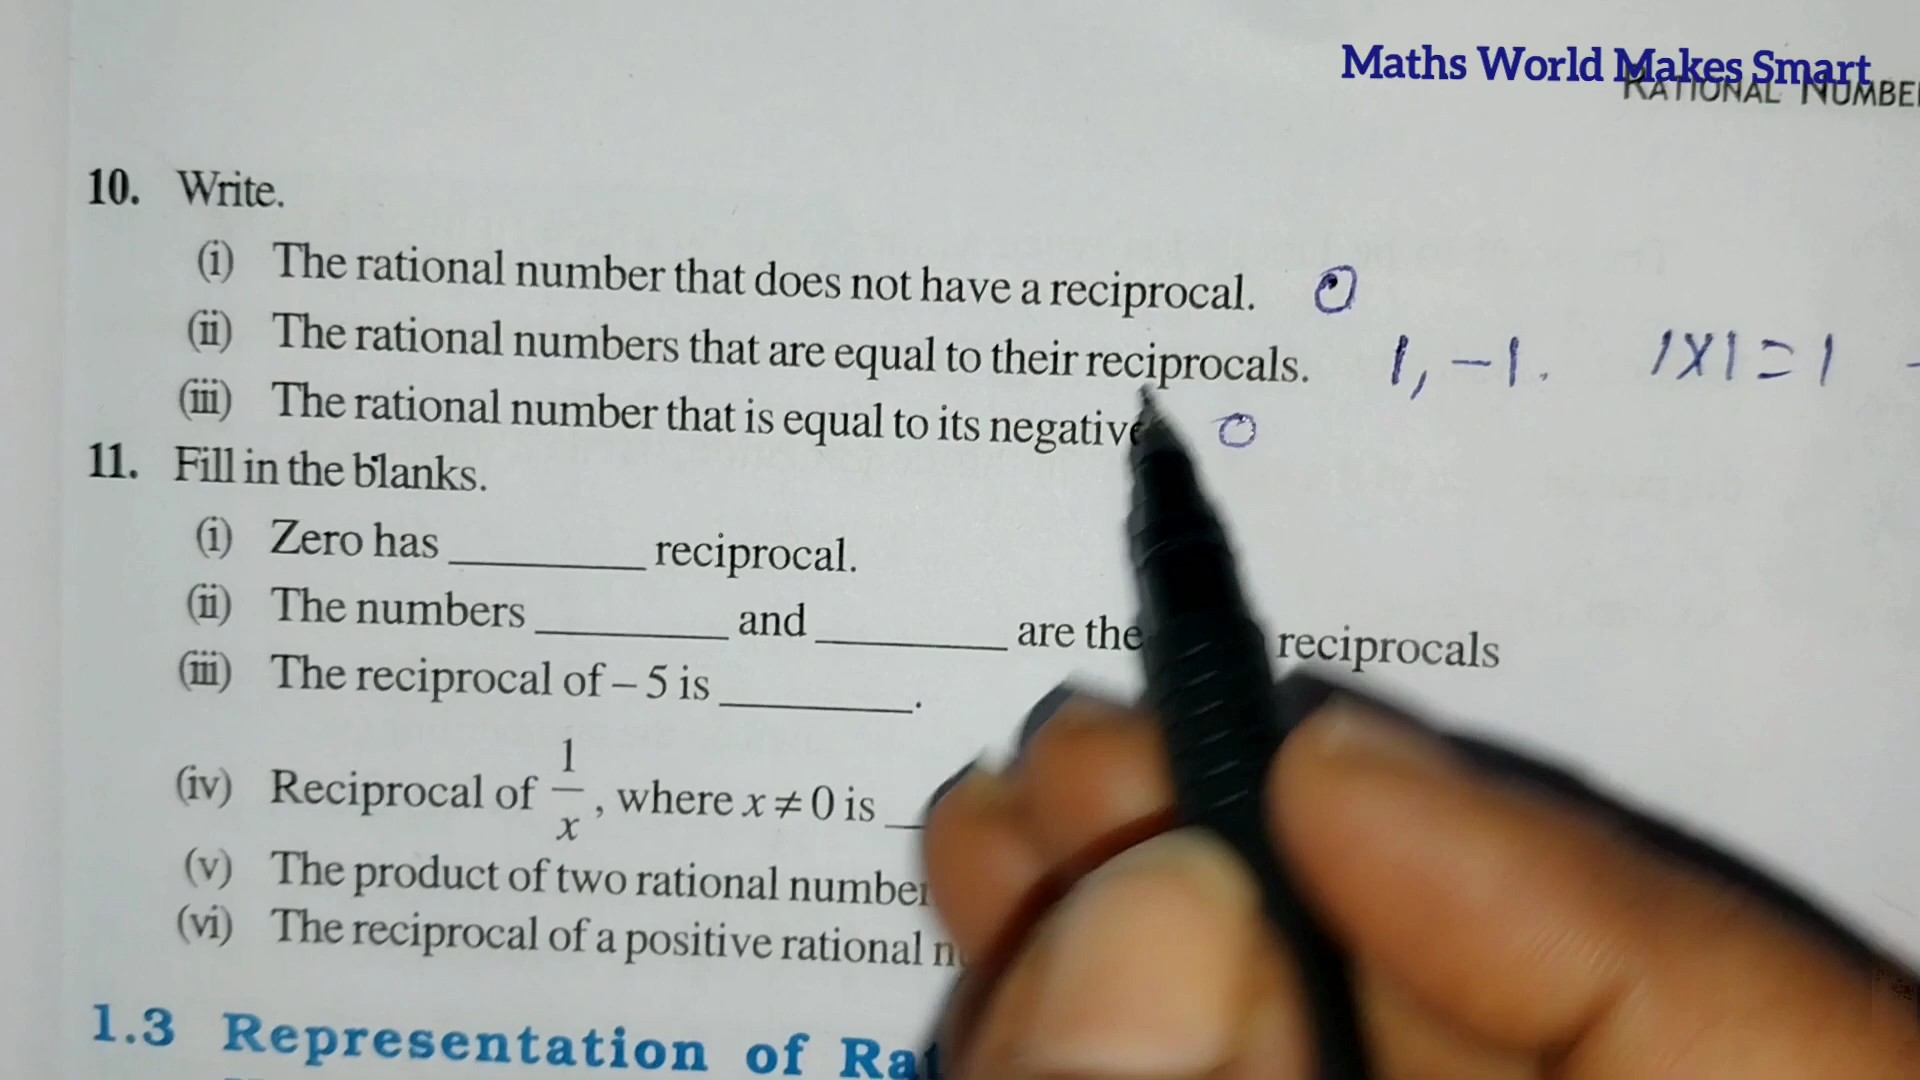 Maths World Makes Smart
RATIONAL NUMBE
10. Write.
(i) The rational number that does not have a reciprocal. 0
(ii) The rational numbers that are equal to their reciprocals. 1, −1. 1×1=1 -
(iii) The rational number that is equal to its negative 0
11. Fill in the blanks.
(i) Zero has ________ reciprocal.
(ii) The numbers ________ and ________ are the reciprocals
(iii) The reciprocal of – 5 is ________.
(iv) Reciprocal of 1/x, where x ≠ 0 is __
(v) The product of two rational number
(vi) The reciprocal of a positive rational n
1.3 Representation of Ra